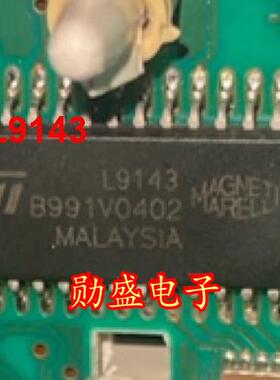 L9143
L9143
B991V0402
MALAYSIA
MAGNETI
MARELLI
勋盛电子